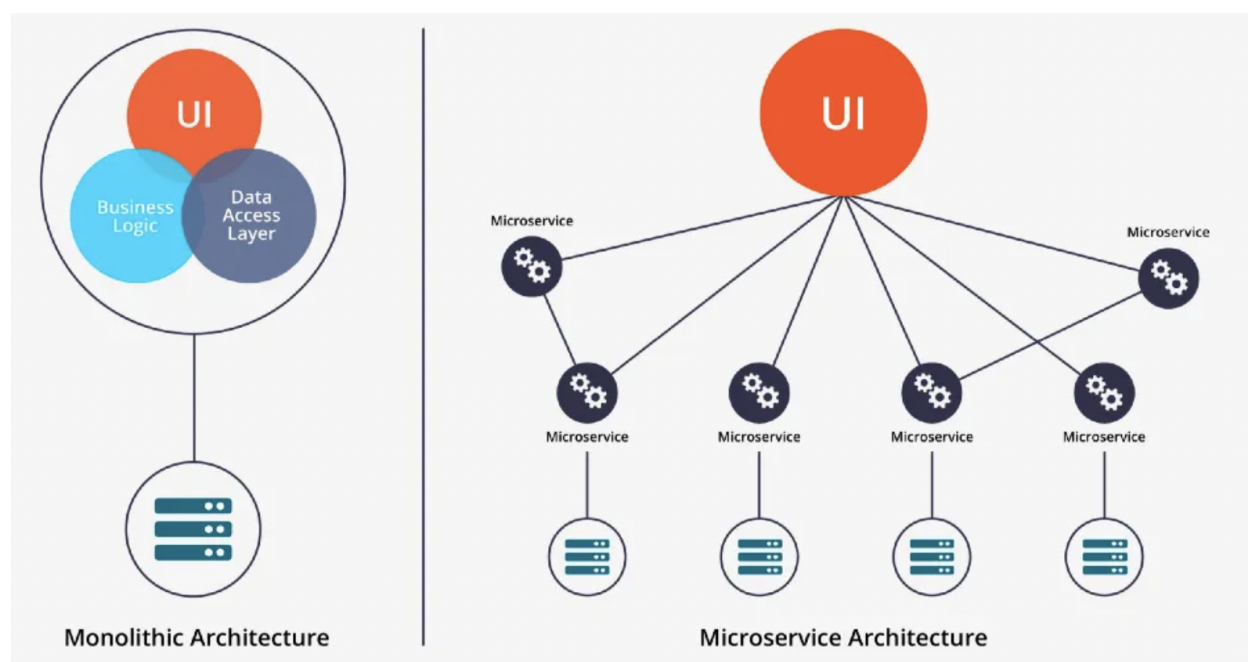 UI
Business
Logic
Data
Access
Layer
Monolithic Architecture
UI
Microservice
Microservice
Microservice
Microservice
Microservice
Microservice
Microservice Architecture